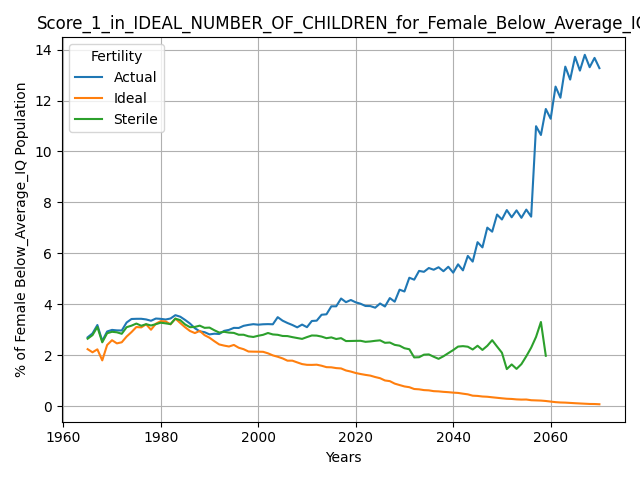 Score_1_in_IDEAL_NUMBER_OF_CHILDREN_for_Female_Below_Average_IQ
Fertility
Actual
Ideal
Sterile
% of Female Below_Average_IQ Population
14
12
10
8
6
4
2
0
1960 1980 2000 2020 2040 2060
Years